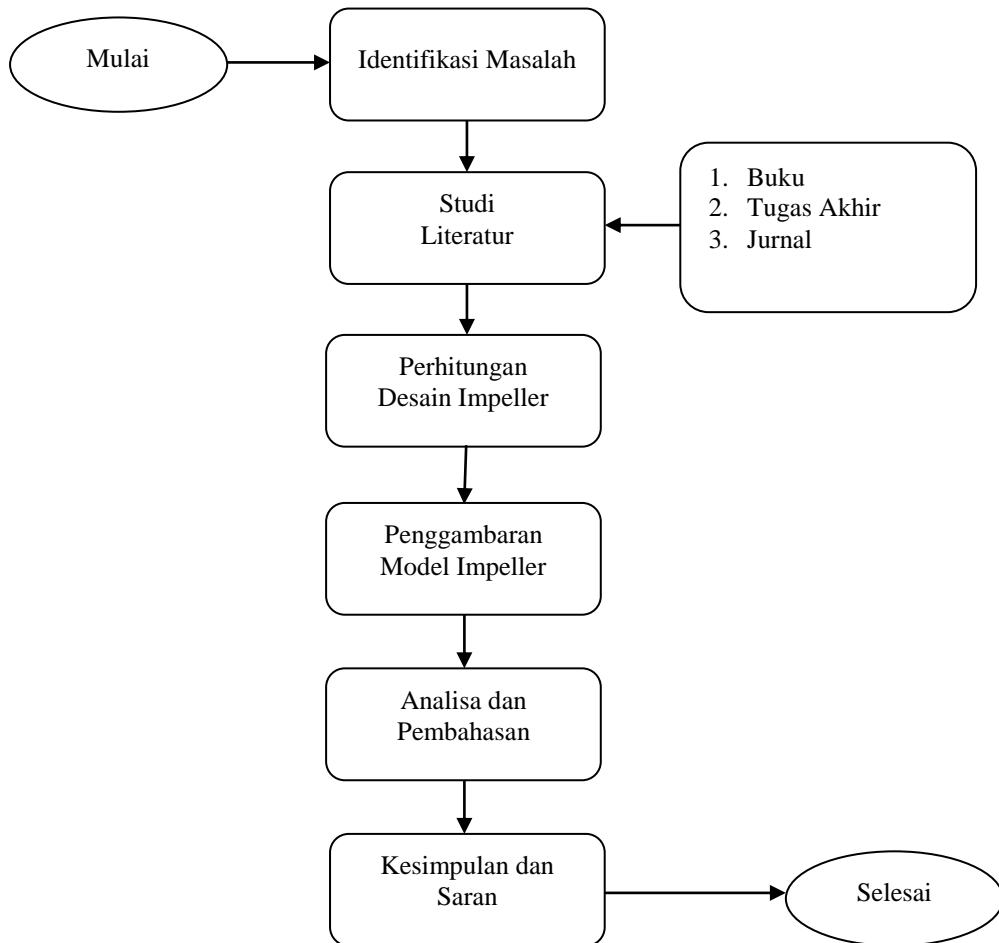 Mulai
Identifikasi Masalah
Studi
Literatur
1. Buku
2. Tugas Akhir
3. Jurnal
Perhitungan
Desain Impeller
Penggambaran
Model Impeller
Analisa dan
Pembahasan
Kesimpulan dan
Saran
Selesai